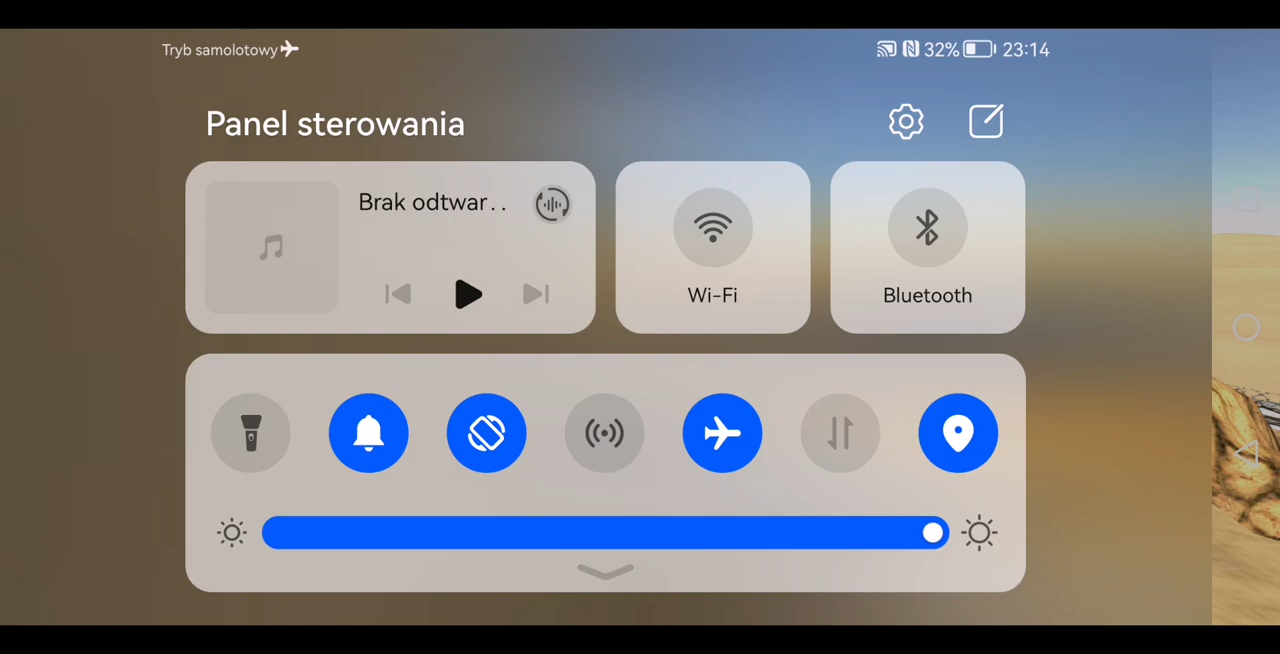 Tryb samolotowy
32% 23:14
Panel sterowania
Brak odtwar. .
Wi-Fi
Bluetooth